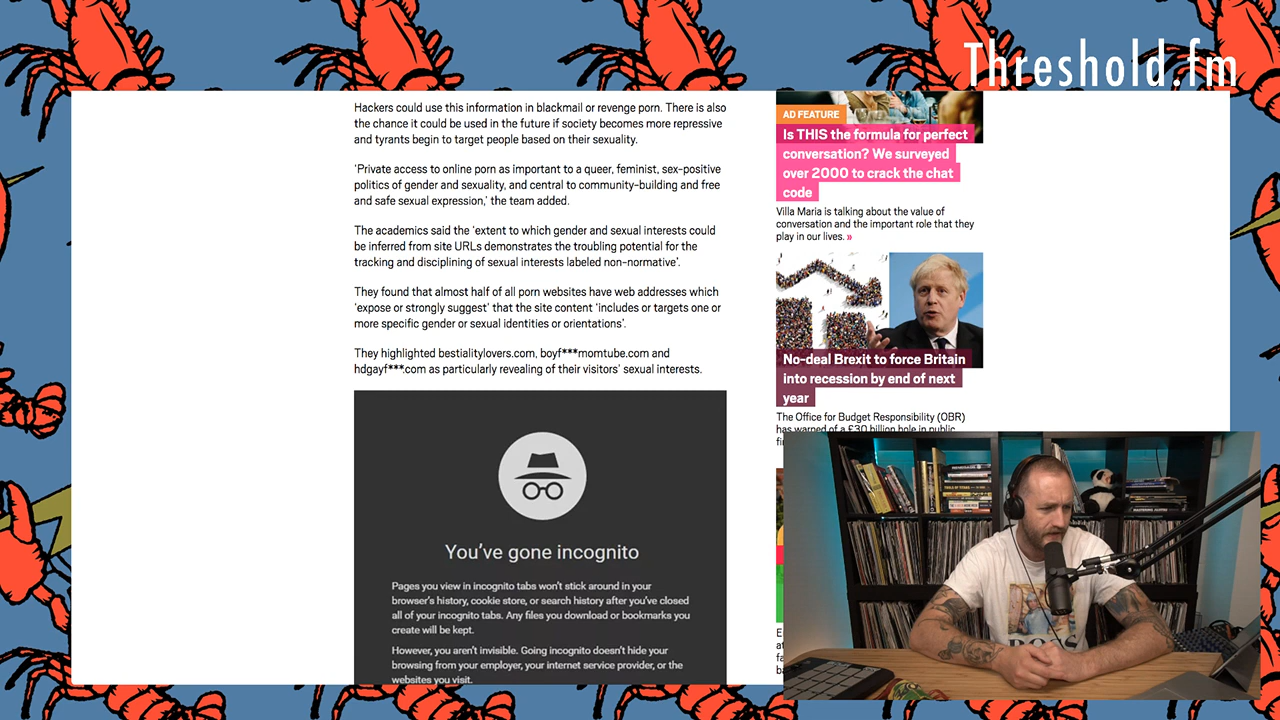 Threshold.fm
Hackers could use this information in blackmail or revenge porn. There is also
the chance it could be used in the future if society becomes more repressive
and tyrants begin to target people based on their sexuality.
‘Private access to online porn as important to a queer, feminist, sex-positive
politics of gender and sexuality, and central to community-building and free
and safe sexual expression,’ the team added.
The academics said the ‘extent to which gender and sexual interests could
be inferred from site URLs demonstrates the troubling potential for the
tracking and disciplining of sexual interests labeled non-normative’.
They found that almost half of all porn websites have web addresses which
‘expose or strongly suggest’ that the site content ‘includes or targets one or
more specific gender or sexual identities or orientations’.
They highlighted bestialitylovers.com, boyf***momtube.com and
hdgayf***.com as particularly revealing of their visitors’ sexual interests.
You’ve gone incognito
Pages you view in incognito tabs won’t stick around in your
browser’s history, cookie store, or search history after you’ve closed
all of your incognito tabs. Any files you download or bookmarks you
create will be kept.
However, you aren’t invisible. Going incognito doesn’t hide your
browsing from your employer, your internet service provider, or the
websites you visit.
AD FEATURE
Is THIS the formula for perfect
conversation? We surveyed
over 2000 to crack the chat
code
Villa Maria is talking about the value of
conversation and the important role that they
play in our lives. »
No-deal Brexit to force Britain
into recession by end of next
year
The Office for Budget Responsibility (OBR)
has warned of a £30 billion hole in public